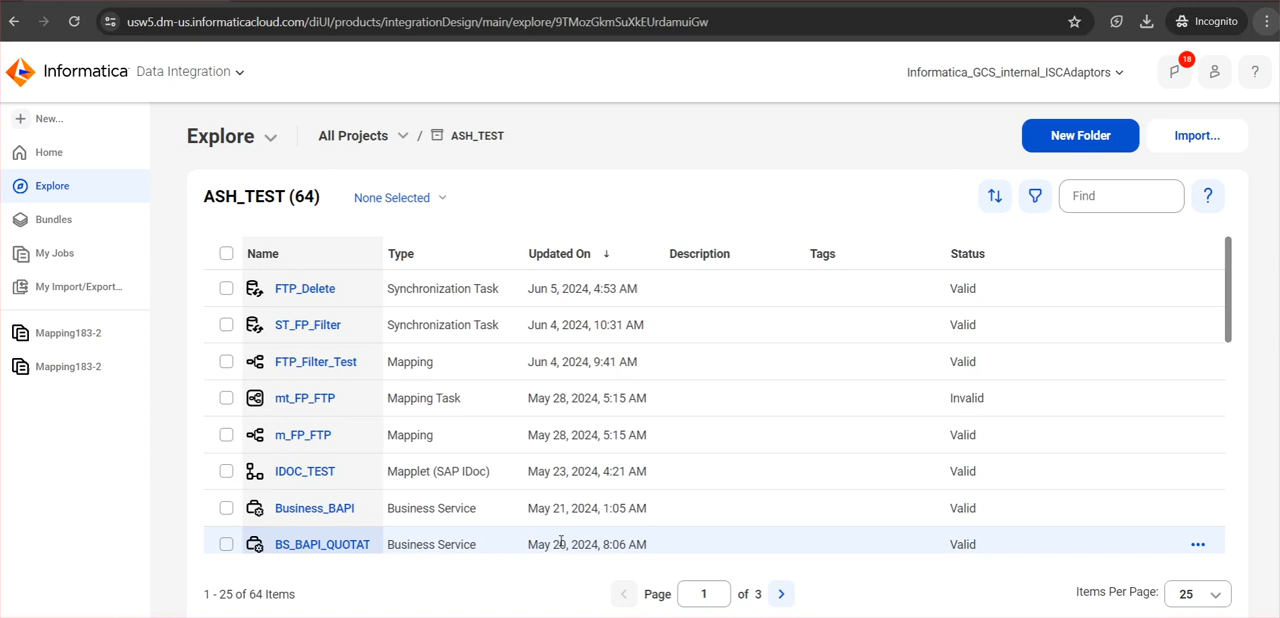 usw5.dm-us.informaticacloud.com/diUI/products/integrationDesign/main/explore/9TMozGkmSuXkEUrdamuiGw
Incognito
Informatica Data Integration
Informatica_GCS_internal_ISCAdaptors
18
?
New...
Home
Explore
Bundles
My Jobs
My Import/Export...
Mapping183-2
Mapping183-2
Explore All Projects / ASH_TEST
New Folder Import...
ASH_TEST (64) None Selected
Find ?
Name Type Updated On ↓ Description Tags Status
FTP_Delete Synchronization Task Jun 5, 2024, 4:53 AM Valid
ST_FP_Filter Synchronization Task Jun 4, 2024, 10:31 AM Valid
FTP_Filter_Test Mapping Jun 4, 2024, 9:41 AM Valid
mt_FP_FTP Mapping Task May 28, 2024, 5:15 AM Invalid
m_FP_FTP Mapping May 28, 2024, 5:15 AM Valid
IDOC_TEST Mapplet (SAP IDoc) May 23, 2024, 4:21 AM Valid
Business_BAPI Business Service May 21, 2024, 1:05 AM Valid
BS_BAPI_QUOTAT Business Service May 20, 2024, 8:06 AM Valid
1 - 25 of 64 Items Page 1 of 3 Items Per Page: 25